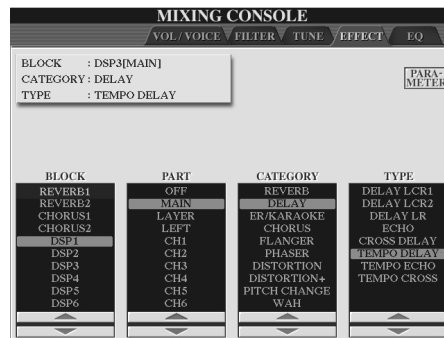 MIXING CONSOLE
VOL / VOICE FILTER TUNE EFFECT EQ
BLOCK : DSP3[MAIN]
CATEGORY : DELAY
TYPE : TEMPO DELAY
PARA-
METER
BLOCK PART CATEGORY TYPE
REVERB1 OFF REVERB DELAY LCR1
REVERB2 MAIN DELAY DELAY LCR2
CHORUS1 LAYER ER/KARAOKE DELAY LR
CHORUS2 LEFT CHORUS ECHO
DSP1 CH1 FLANGER CROSS DELAY
DSP2 CH2 PHASER TEMPO DELAY
DSP3 CH3 DISTORTION TEMPO ECHO
DSP4 CH4 DISTORTION+ TEMPO CROSS
DSP5 CH5 PITCH CHANGE
DSP6 CH6 WAH